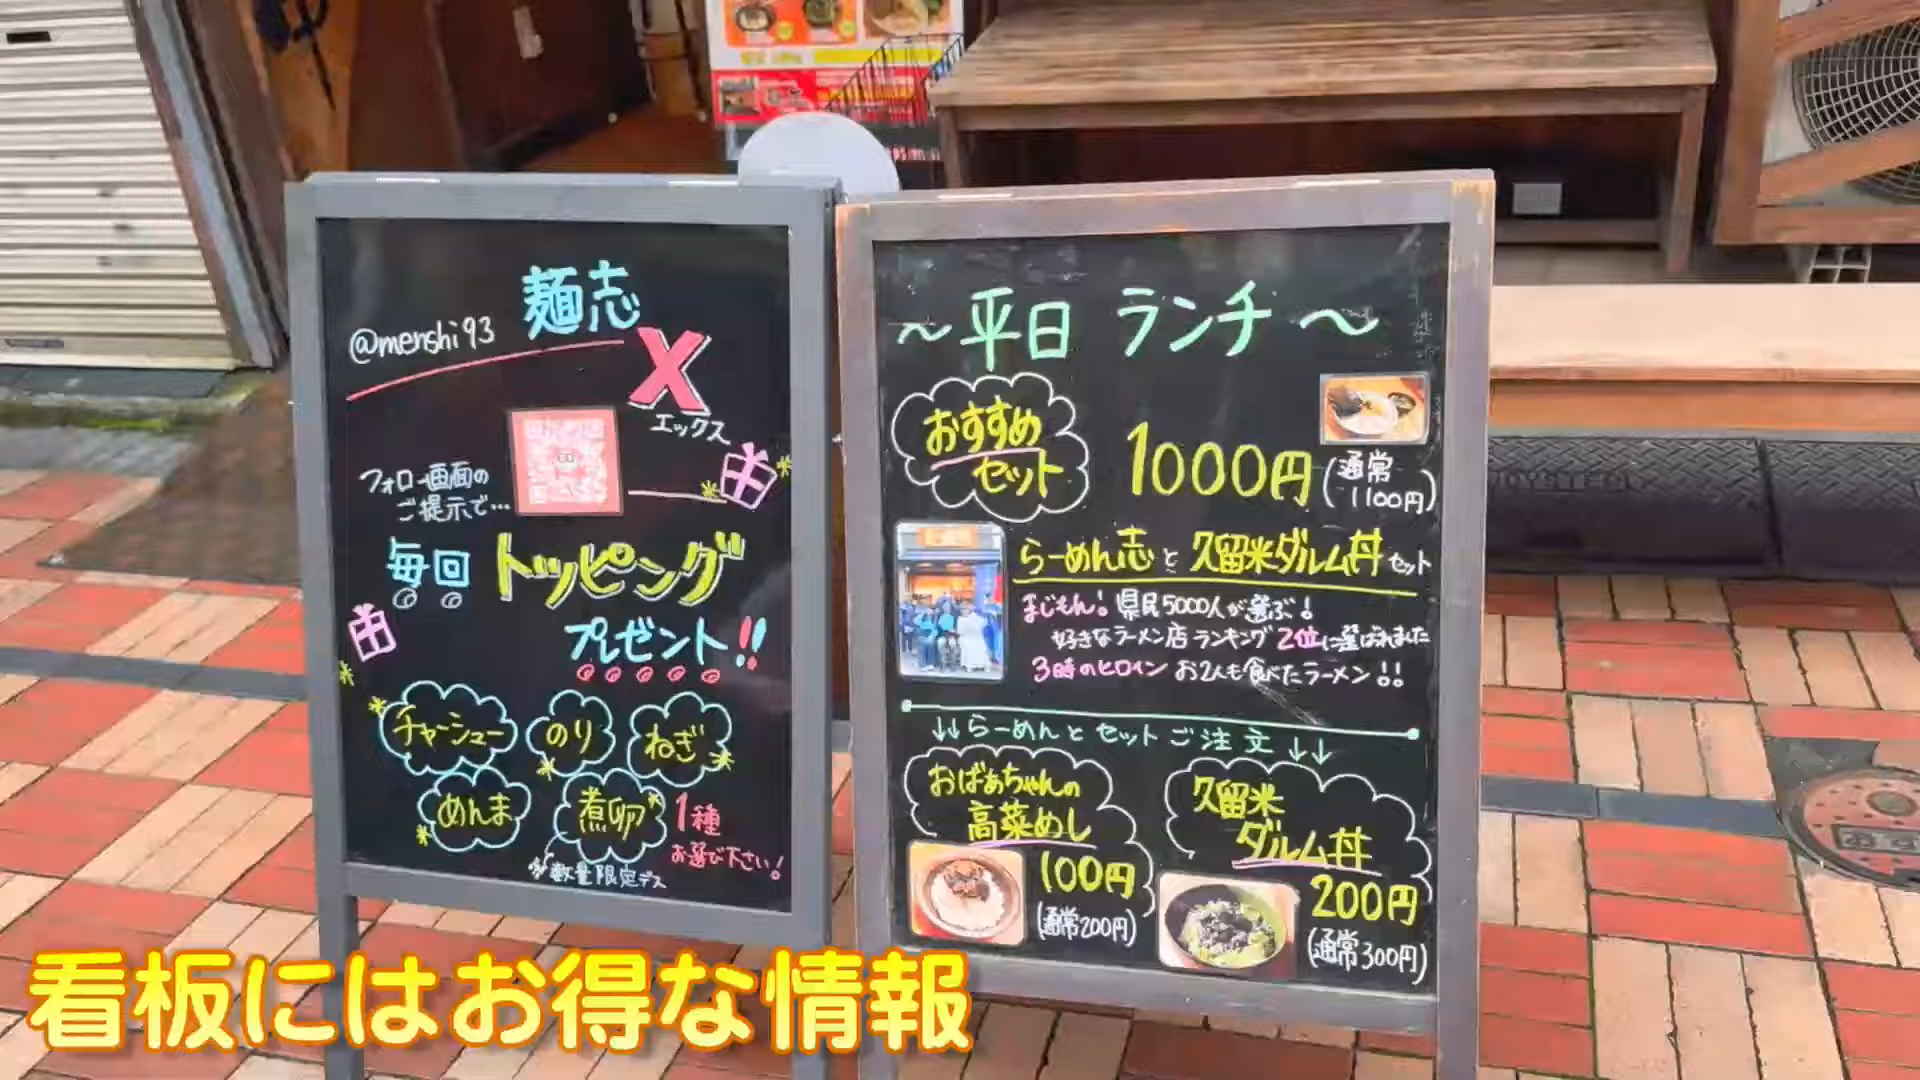 麺志
@menshi93
X
エックス
フォロー画面の
ご提示で…
毎回 トッピング
プレゼント!!
チャーシュー のり ねぎ
めんま 煮卵 1種
お選び下さい!
数量限定デス
～平日 ランチ～
おすすめ
セット
1000円 (通常
1100円)
らーめん志と久留米ダルム丼セット
まじもん! 県民5000人が選ぶ!
好きなラーメン店ランキング2位に選ばれました
3時のヒロイン お2人も食べたラーメン!!
↓↓らーめんとセットご注文↓↓
おばあちゃんの
高菜めし
100円
(通常200円)
久留米
ダルム丼
200円
(通常300円)
看板にはお得な情報